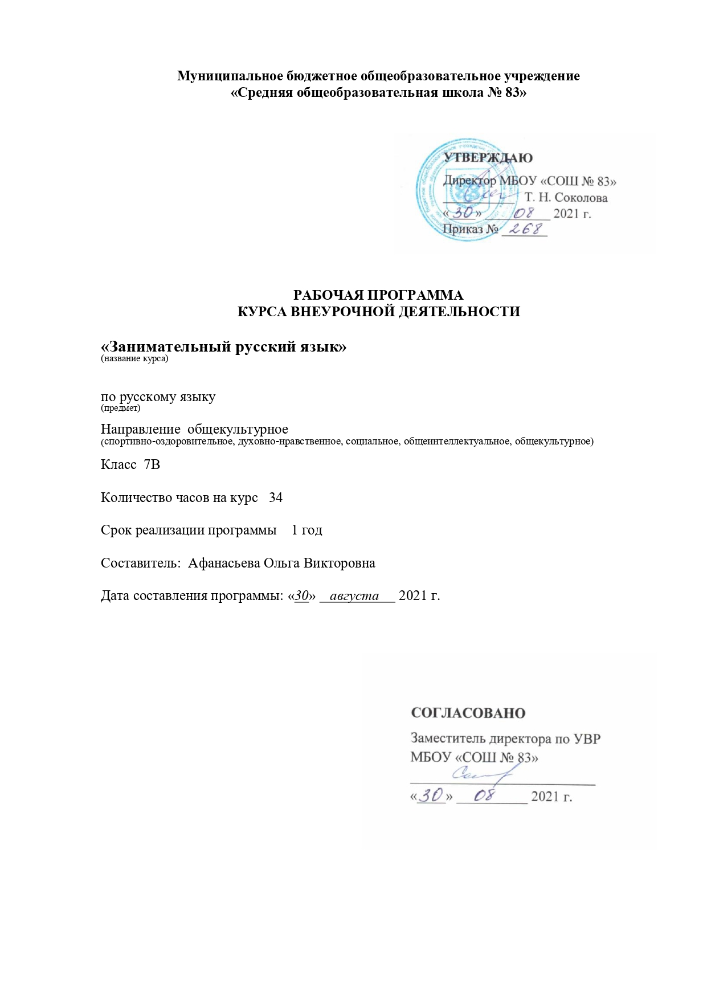 Муниципальное бюджетное общеобразовательное учреждение
«Средняя общеобразовательная школа № 83»
УТВЕРЖДАЮ
Директор МБОУ «СОШ № 83»
Т. Н. Соколова
«30» 08 2021 г.
Приказ № 268
РАБОЧАЯ ПРОГРАММА
КУРСА ВНЕУРОЧНОЙ ДЕЯТЕЛЬНОСТИ
«Занимательный русский язык»
(название курса)
по русскому языку
(предмет)
Направление общекультурное
(спортивно-оздоровительное, духовно-нравственное, социальное, общеинтеллектуальное, общекультурное)
Класс 7В
Количество часов на курс 34
Срок реализации программы 1 год
Составитель: Афанасьева Ольга Викторовна
Дата составления программы: «30» августа 2021 г.
СОГЛАСОВАНО
Заместитель директора по УВР
МБОУ «СОШ № 83»
«30» 08 2021 г.